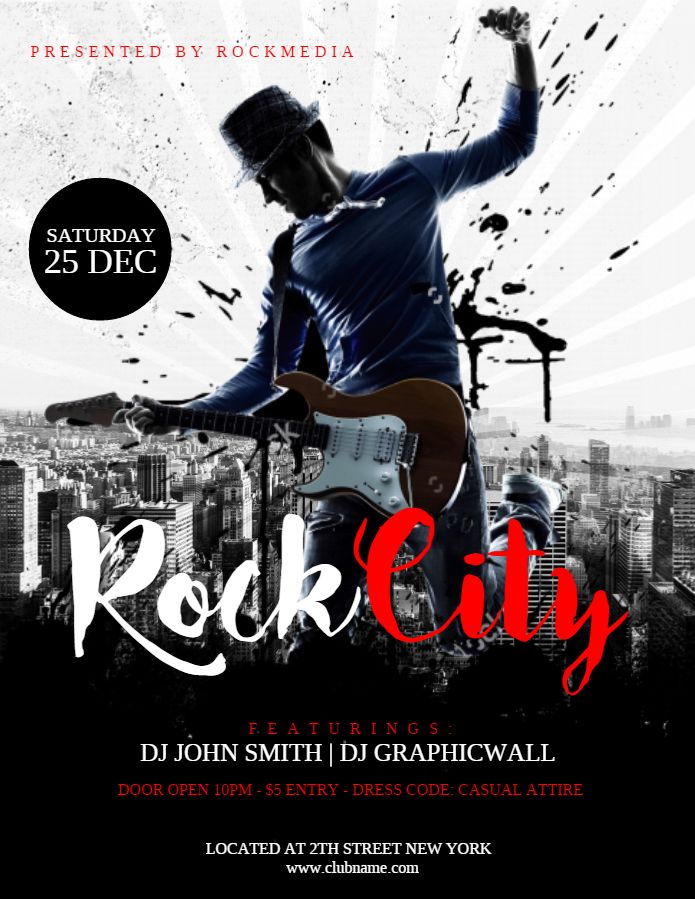 PRESENTED BY ROCKMEDIA
SATURDAY
25 DEC
Rock City
FEATURINGS:
DJ JOHN SMITH | DJ GRAPHICWALL
DOOR OPEN 10PM - $5 ENTRY - DRESS CODE: CASUAL ATTIRE
LOCATED AT 2TH STREET NEW YORK
www.clubname.com